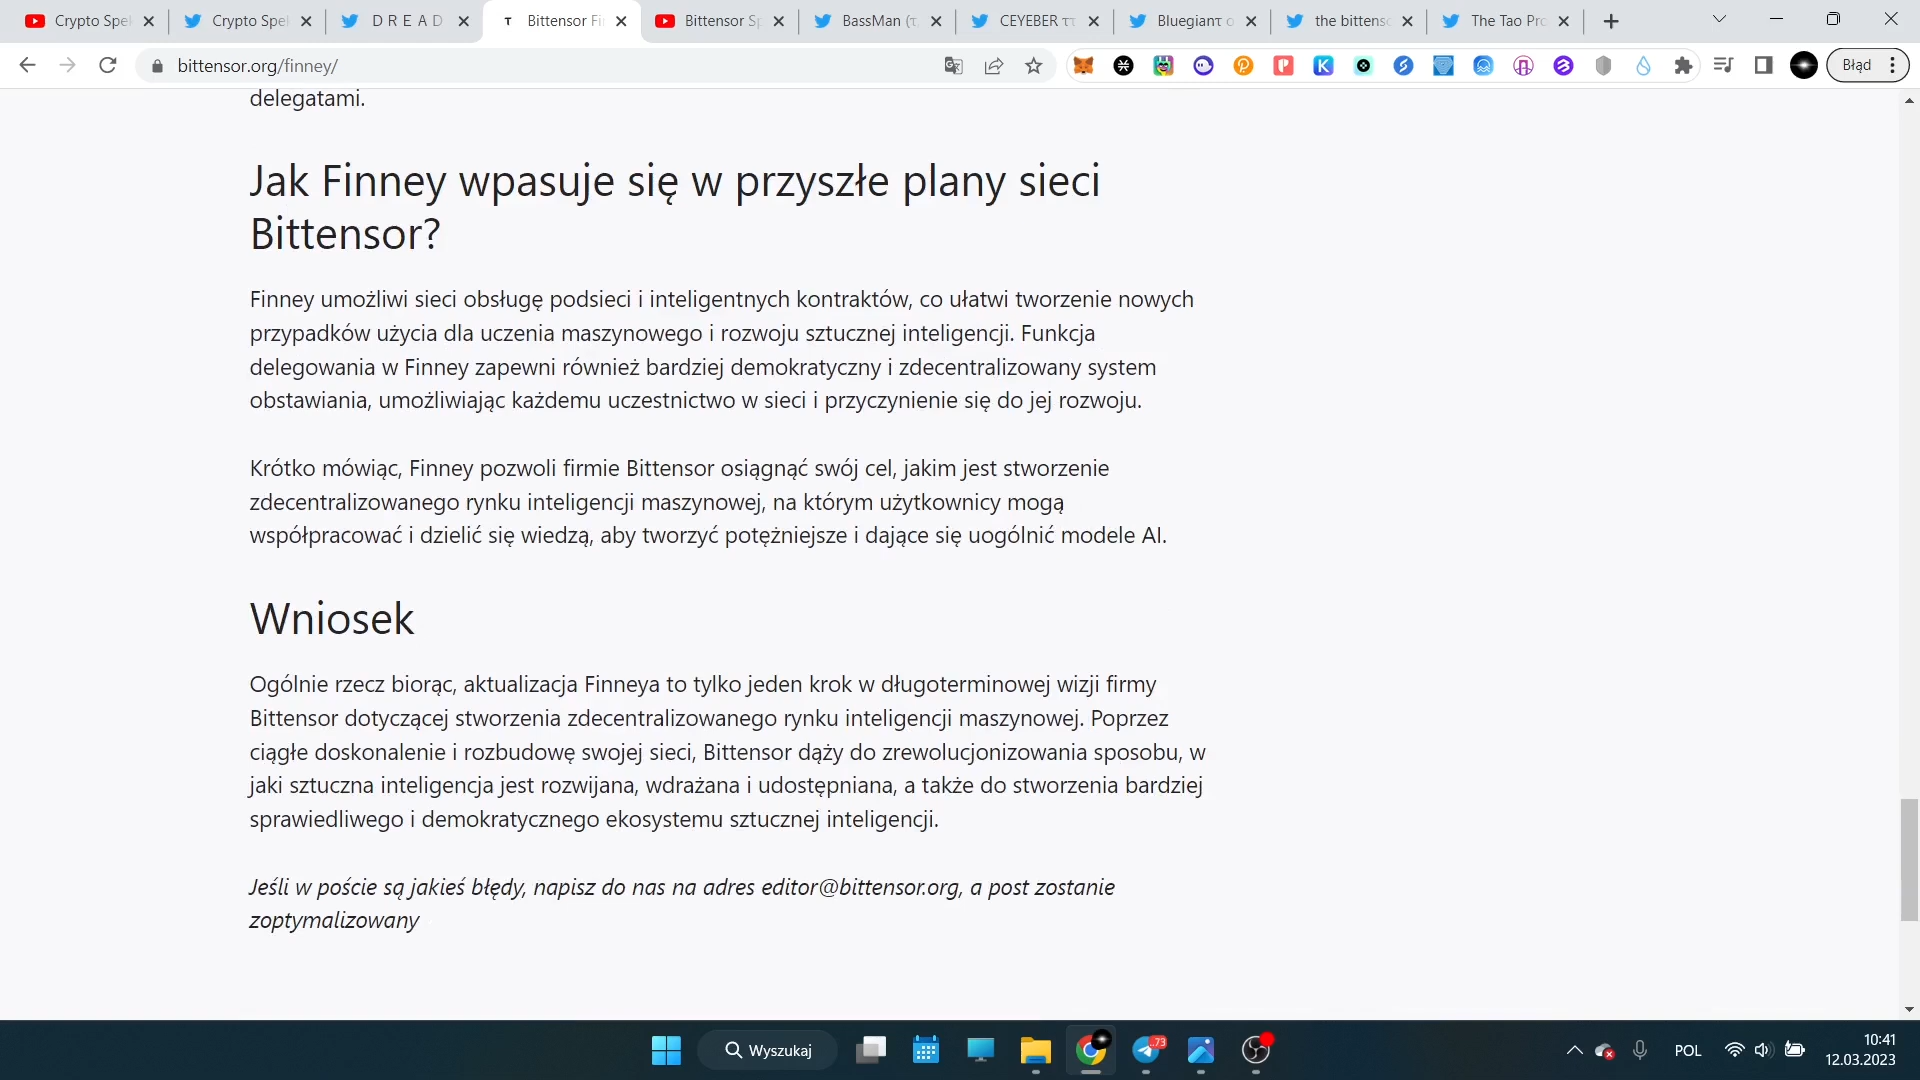 Crypto Spe
Crypto Spe
D R E A D
Bittensor Fi
Bittensor S
BassMan (τ,
CEYEBER ττ
Bluegianτ o
the bittens
The Tao Pro
bittensor.org/finney/
Błąd
delegatami.
Jak Finney wpasuje się w przyszłe plany sieci
Bittensor?
Finney umożliwi sieci obsługę podsieci i inteligentnych kontraktów, co ułatwi tworzenie nowych
przypadków użycia dla uczenia maszynowego i rozwoju sztucznej inteligencji. Funkcja
delegowania w Finney zapewni również bardziej demokratyczny i zdecentralizowany system
obstawiania, umożliwiając każdemu uczestnictwo w sieci i przyczynienie się do jej rozwoju.
Krótko mówiąc, Finney pozwoli firmie Bittensor osiągnąć swój cel, jakim jest stworzenie
zdecentralizowanego rynku inteligencji maszynowej, na którym użytkownicy mogą
współpracować i dzielić się wiedzą, aby tworzyć potężniejsze i dające się uogólnić modele AI.
Wniosek
Ogólnie rzecz biorąc, aktualizacja Finneya to tylko jeden krok w długoterminowej wizji firmy
Bittensor dotyczącej stworzenia zdecentralizowanego rynku inteligencji maszynowej. Poprzez
ciągłe doskonalenie i rozbudowę swojej sieci, Bittensor dąży do zrewolucjonizowania sposobu, w
jaki sztuczna inteligencja jest rozwijana, wdrażana i udostępniana, a także do stworzenia bardziej
sprawiedliwego i demokratycznego ekosystemu sztucznej inteligencji.
Jeśli w poście są jakieś błędy, napisz do nas na adres editor@bittensor.org, a post zostanie
zoptymalizowany
Wyszukaj
..73
POL
10:41
12.03.2023